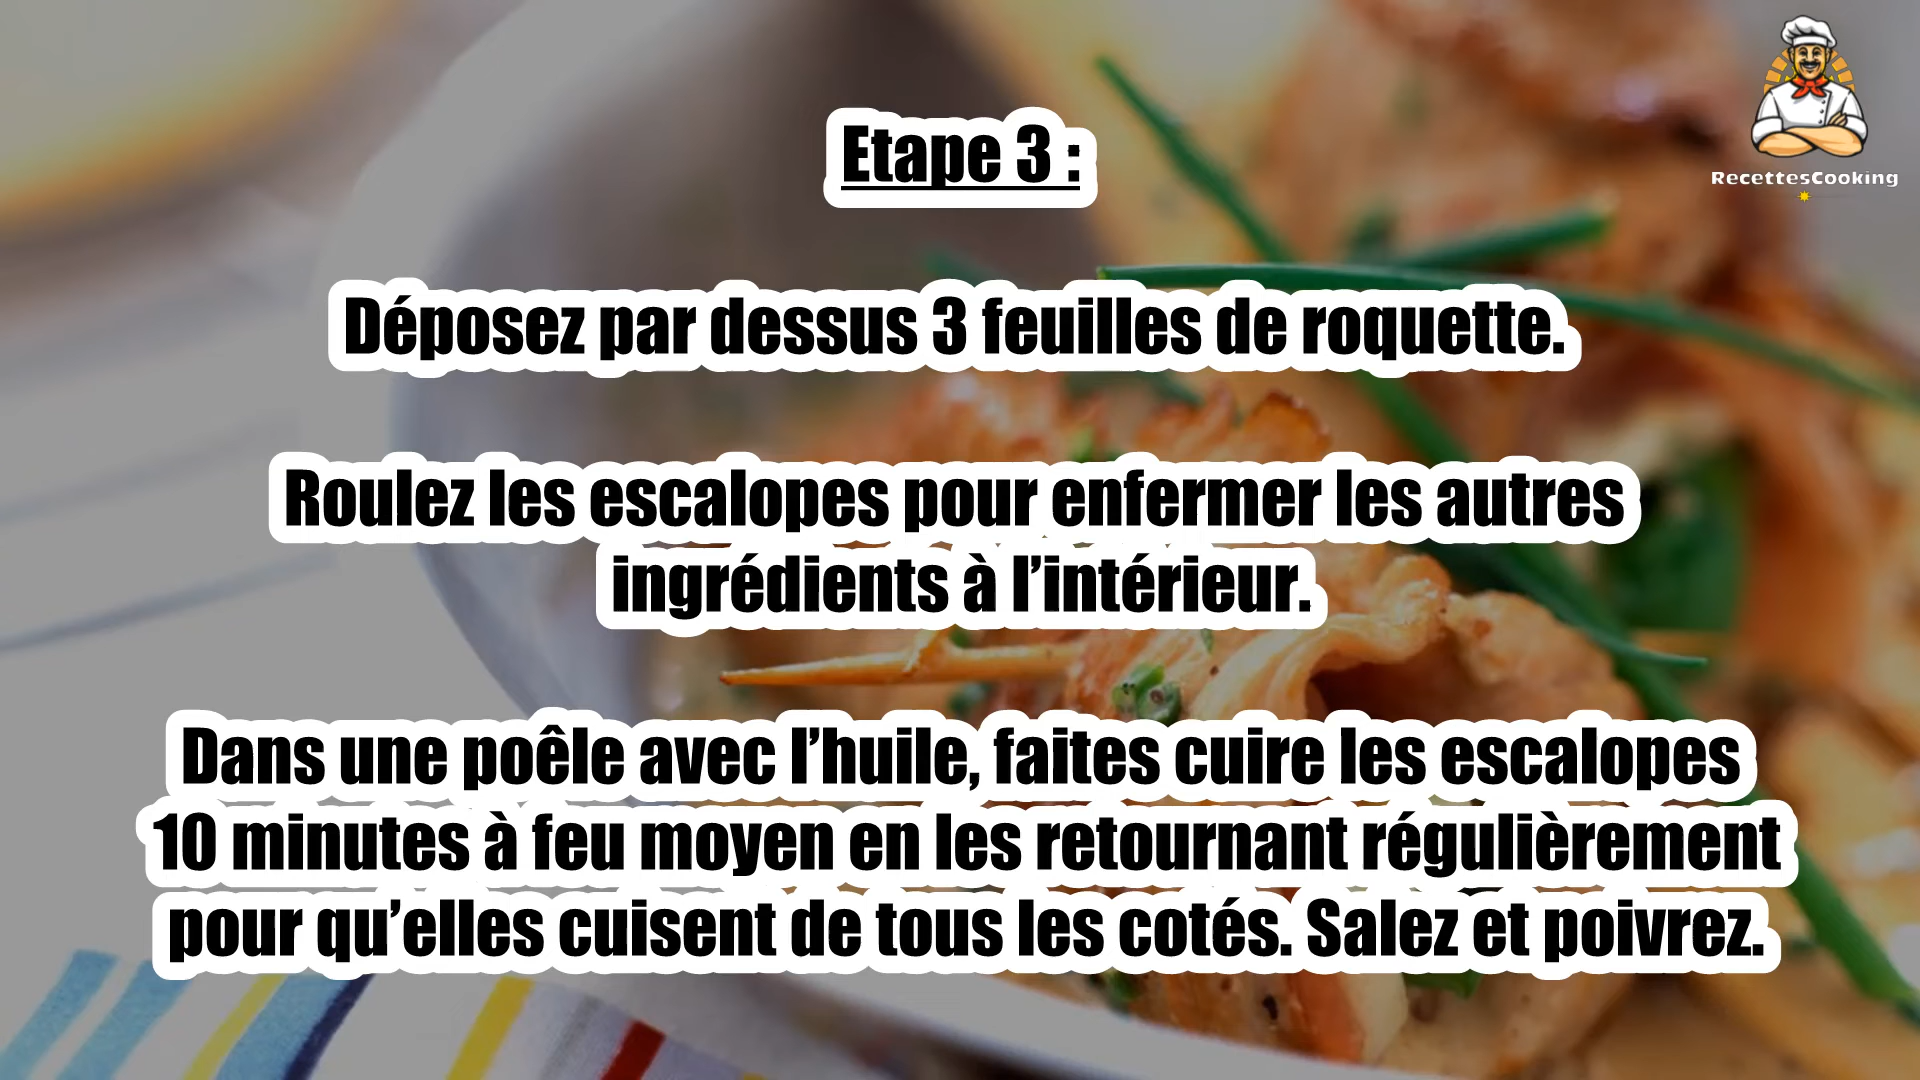 RecettesCooking
Etape 3 :
Déposez par dessus 3 feuilles de roquette.
Roulez les escalopes pour enfermer les autres
ingrédients à l’intérieur.
Dans une poêle avec l’huile, faites cuire les escalopes
10 minutes à feu moyen en les retournant régulièrement
pour qu’elles cuisent de tous les cotés. Salez et poivrez.